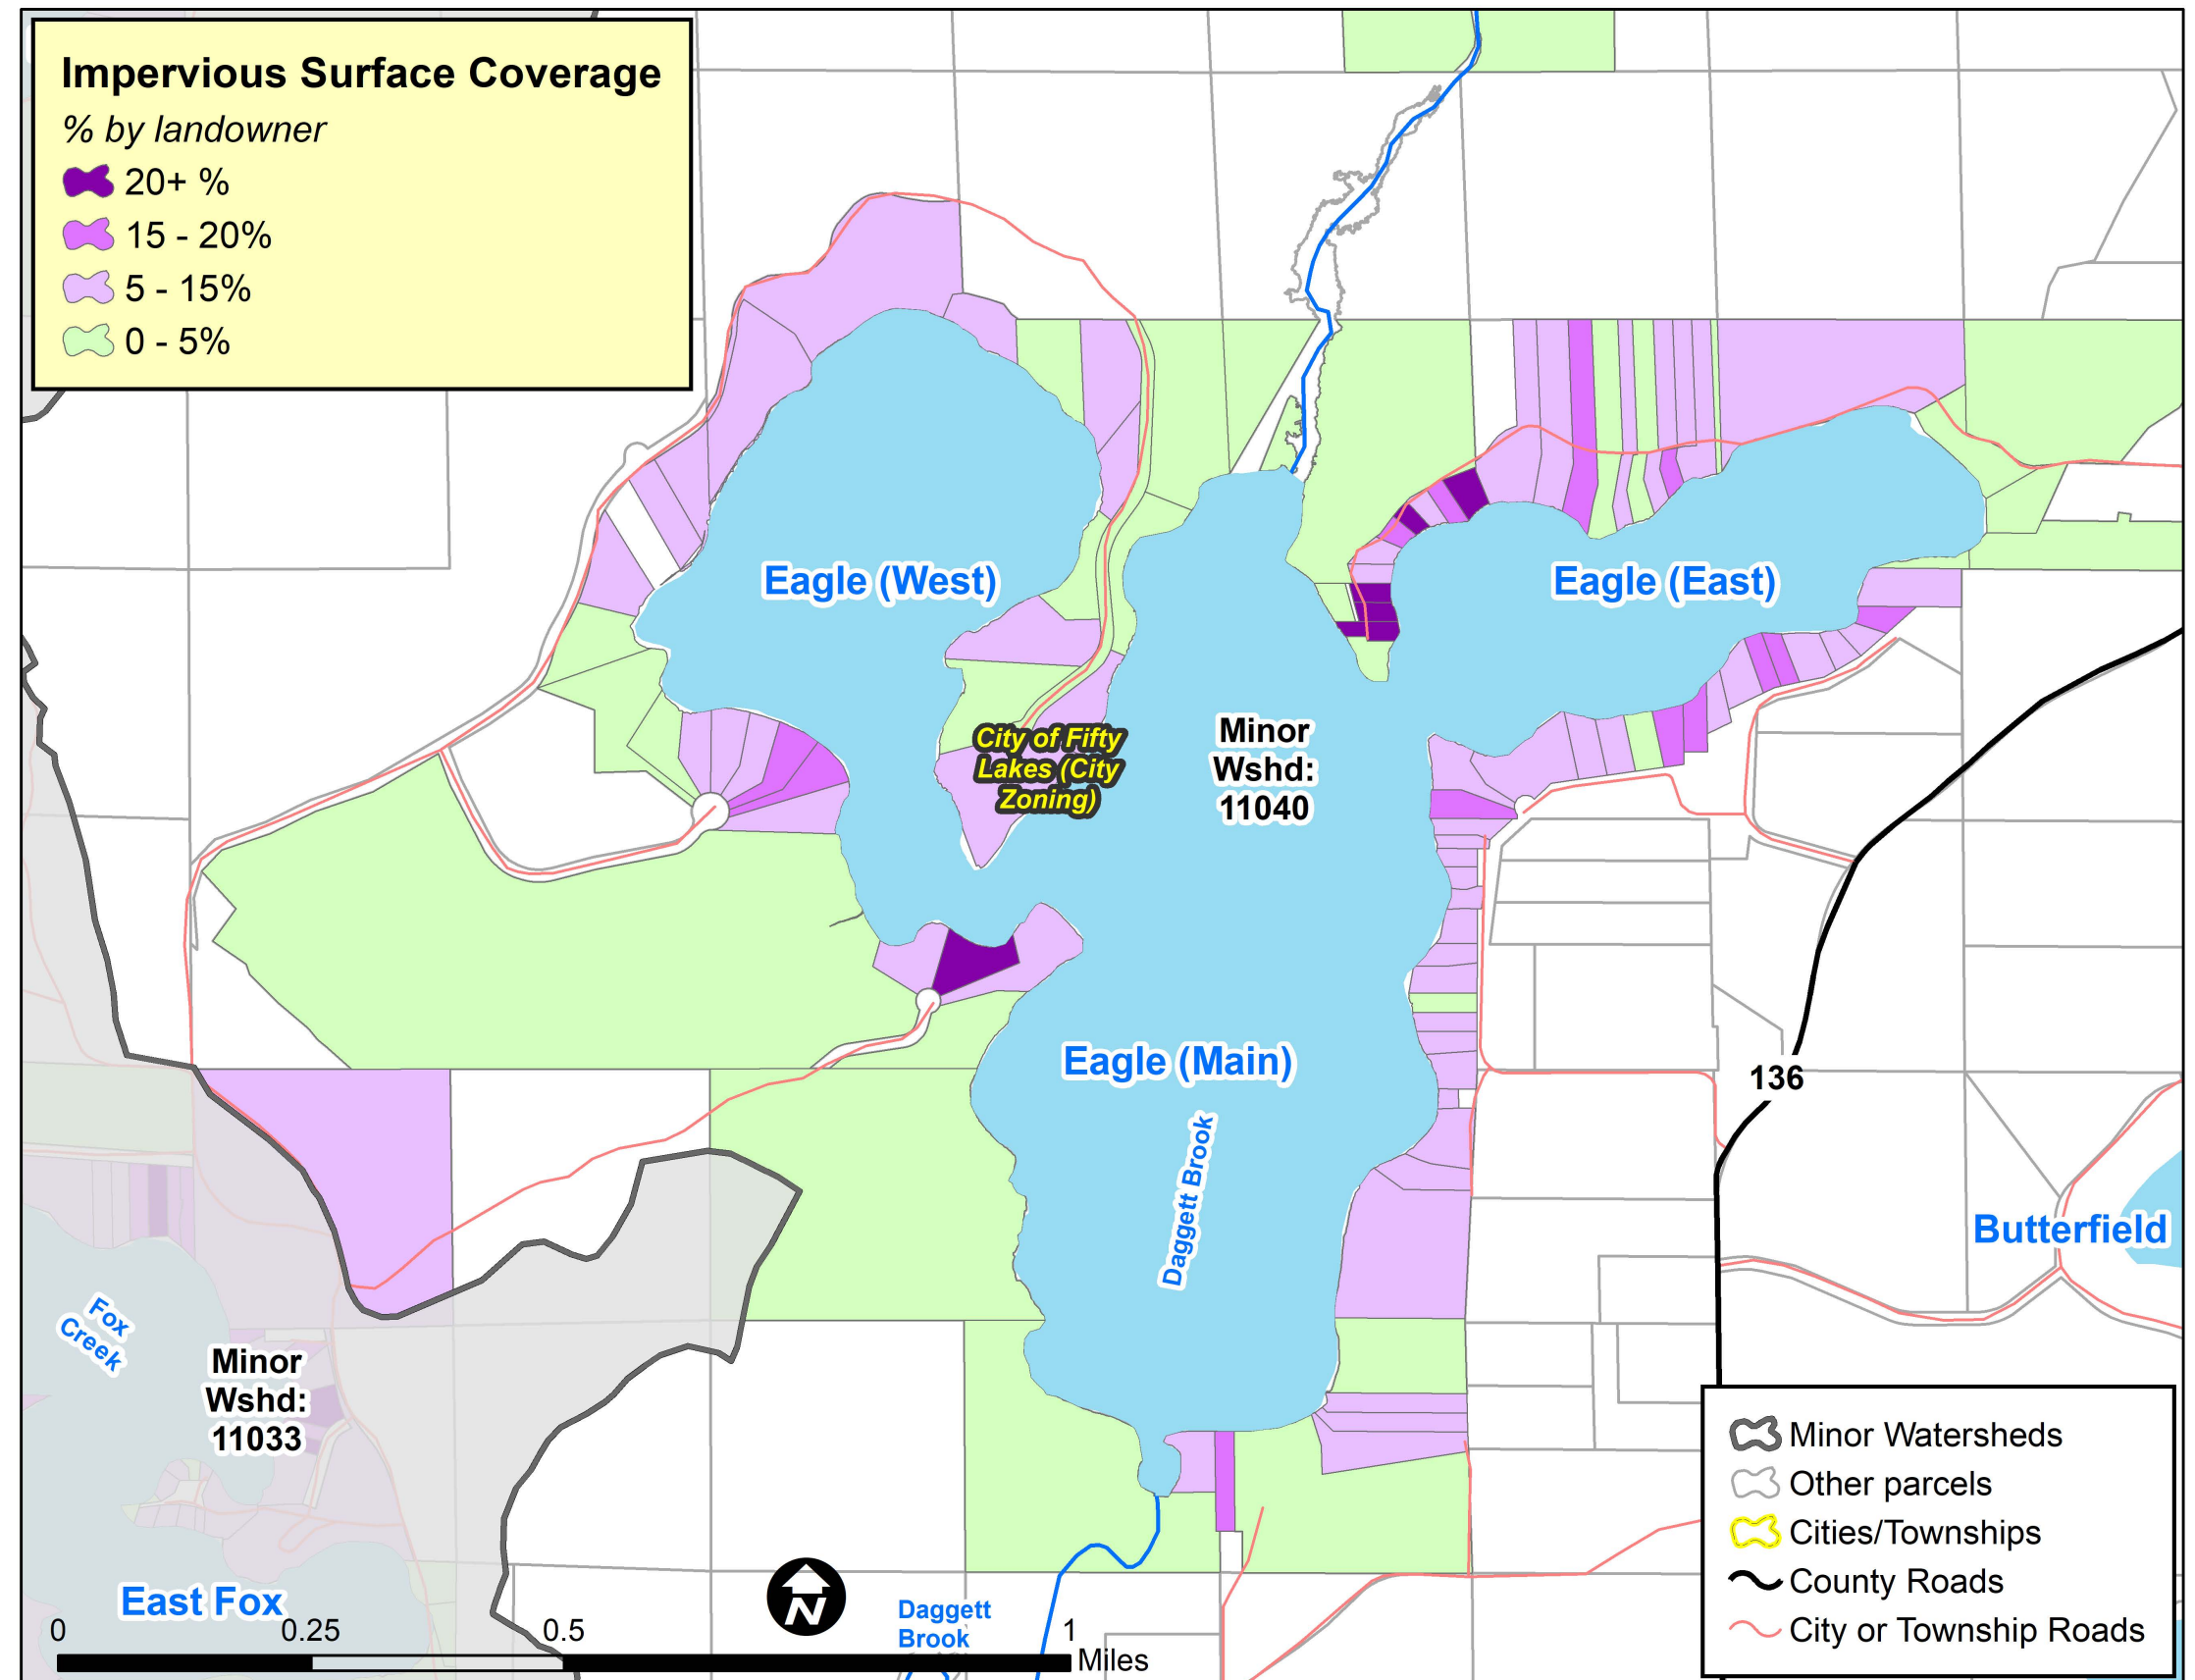 Impervious Surface Coverage
% by landowner
20+ %
15 - 20%
5 - 15%
0 - 5%
Eagle (West)
Eagle (East)
City of Fifty
Lakes (City
Zoning)
Minor
Wshd:
11040
Eagle (Main)
136
Daggett Brook
Butterfield
Fox
Creek
Minor
Wshd:
11033
East Fox
0 0.25 0.5 1
Miles
N
Daggett
Brook
Minor Watersheds
Other parcels
Cities/Townships
County Roads
City or Township Roads